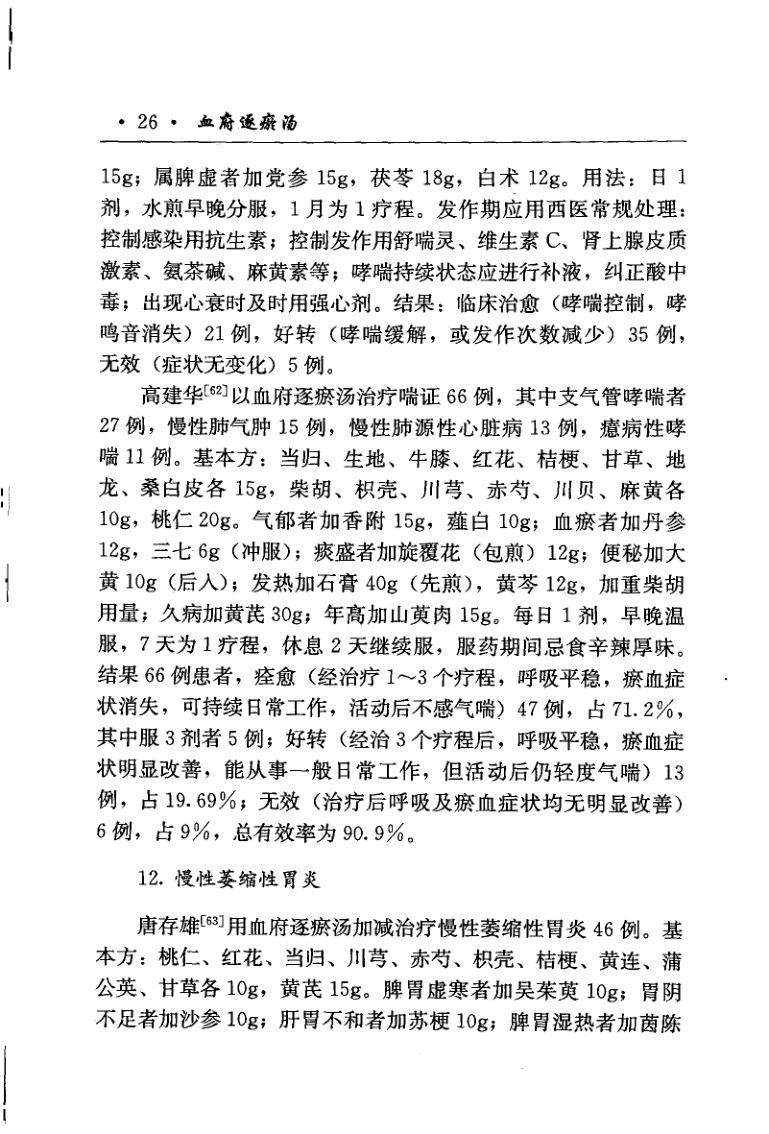 · 26 · 血府逐瘀汤
15g；属脾虚者加党参 15g，茯苓 18g，白术 12g。用法：日 1
剂，水煎早晚分服，1 月为 1 疗程。发作期应用西医常规处理：
控制感染用抗生素；控制发作用舒喘灵、维生素 C、肾上腺皮质
激素、氨茶碱、麻黄素等；哮喘持续状态应进行补液，纠正酸中
毒；出现心衰时及时用强心剂。结果：临床治愈（哮喘控制，哮
鸣音消失）21 例，好转（哮喘缓解，或发作次数减少）35 例，
无效（症状无变化）5 例。
高建华[62]以血府逐瘀汤治疗喘证 66 例，其中支气管哮喘者
27 例，慢性肺气肿 15 例，慢性肺源性心脏病 13 例，癔病性哮
喘 11 例。基本方：当归、生地、牛膝、红花、桔梗、甘草、地
龙、桑白皮各 15g，柴胡、枳壳、川芎、赤芍、川贝、麻黄各
10g，桃仁 20g。气郁者加香附 15g，薤白 10g；血瘀者加丹参
12g，三七 6g（冲服）；痰盛者加旋覆花（包煎）12g；便秘加大
黄 10g（后入）；发热加石膏 40g（先煎），黄芩 12g，加重柴胡
用量；久病加黄芪 30g；年高加山萸肉 15g。每日 1 剂，早晚温
服，7 天为 1 疗程，休息 2 天继续服，服药期间忌食辛辣厚味。
结果 66 例患者，痊愈（经治疗 1～3 个疗程，呼吸平稳，瘀血症
状消失，可持续日常工作，活动后不感气喘）47 例，占 71.2%，
其中服 3 剂者 5 例；好转（经治 3 个疗程后，呼吸平稳，瘀血症
状明显改善，能从事一般日常工作，但活动后仍轻度气喘）13
例，占 19.69%；无效（治疗后呼吸及瘀血症状均无明显改善）
6 例，占 9%，总有效率为 90.9%。
12. 慢性萎缩性胃炎
唐存雄[63]用血府逐瘀汤加减治疗慢性萎缩性胃炎 46 例。基
本方：桃仁、红花、当归、川芎、赤芍、枳壳、桔梗、黄连、蒲
公英、甘草各 10g，黄芪 15g。脾胃虚寒者加吴茱萸 10g；胃阴
不足者加沙参 10g；肝胃不和者加苏梗 10g；脾胃湿热者加茵陈